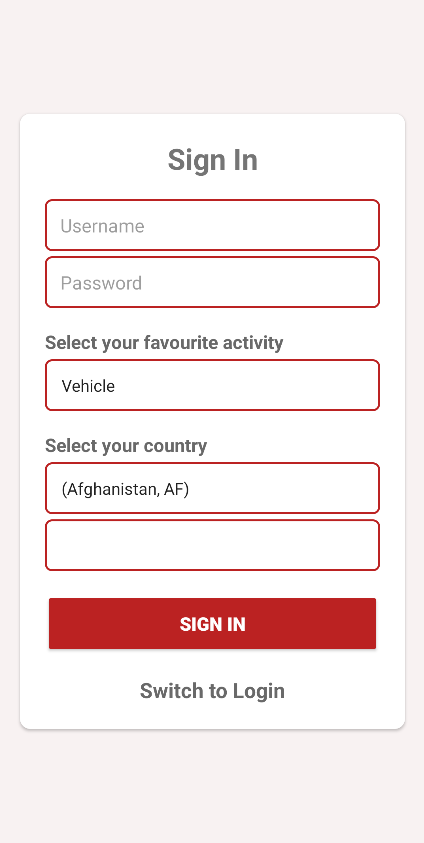 Sign In
Username
Password
Select your favourite activity
Vehicle
Select your country
(Afghanistan, AF)
SIGN IN
Switch to Login